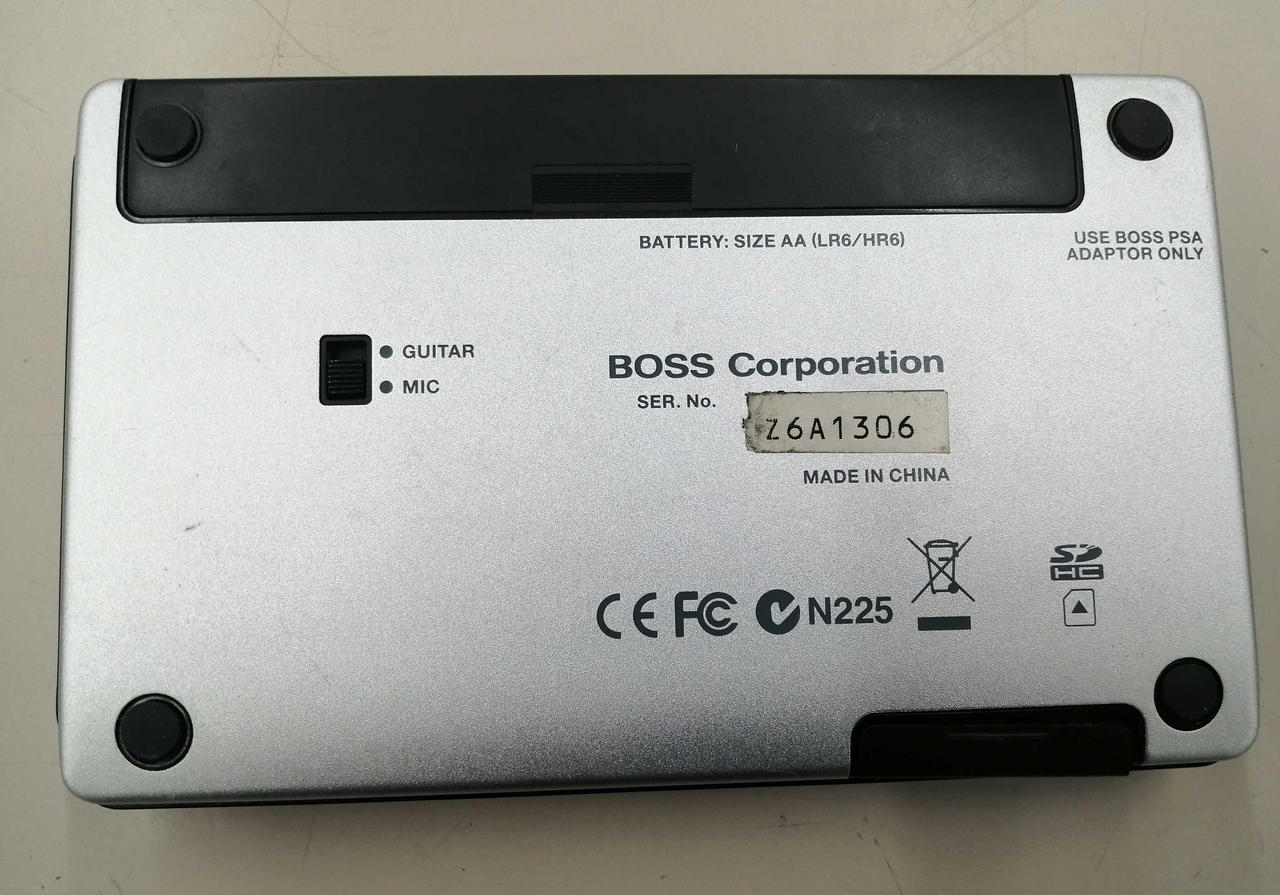 BATTERY: SIZE AA (LR6/HR6)
USE BOSS PSA
ADAPTOR ONLY
GUITAR
MIC
BOSS Corporation
SER. No.
Z6A1306
MADE IN CHINA
CE FC N225
SD
HC